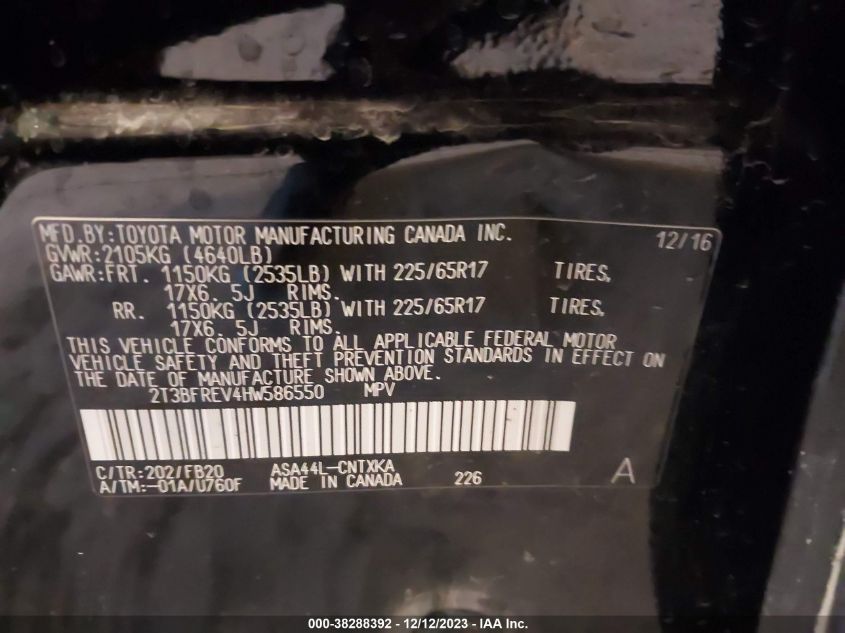 MFD.BY:TOYOTA MOTOR MANUFACTURING CANADA INC. 12/16
GVWR:2105KG (4640LB)
GAWR:FRT. 1150KG (2535LB) WITH 225/65R17 TIRES,
17X6. 5J RIMS.
RR. 1150KG (2535LB) WITH 225/65R17 TIRES,
17X6. 5J RIMS.
THIS VEHICLE CONFORMS TO ALL APPLICABLE FEDERAL MOTOR
VEHICLE SAFETY AND THEFT PREVENTION STANDARDS IN EFFECT ON
THE DATE OF MANUFACTURE SHOWN ABOVE.
2T3BFREV4HW586550 MPV
C/TR:202/FB20 ASA44L-CNTXKA
A/TM:-01A/U760F MADE IN CANADA 226 A
000-38288392 - 12/12/2023 - IAA Inc.